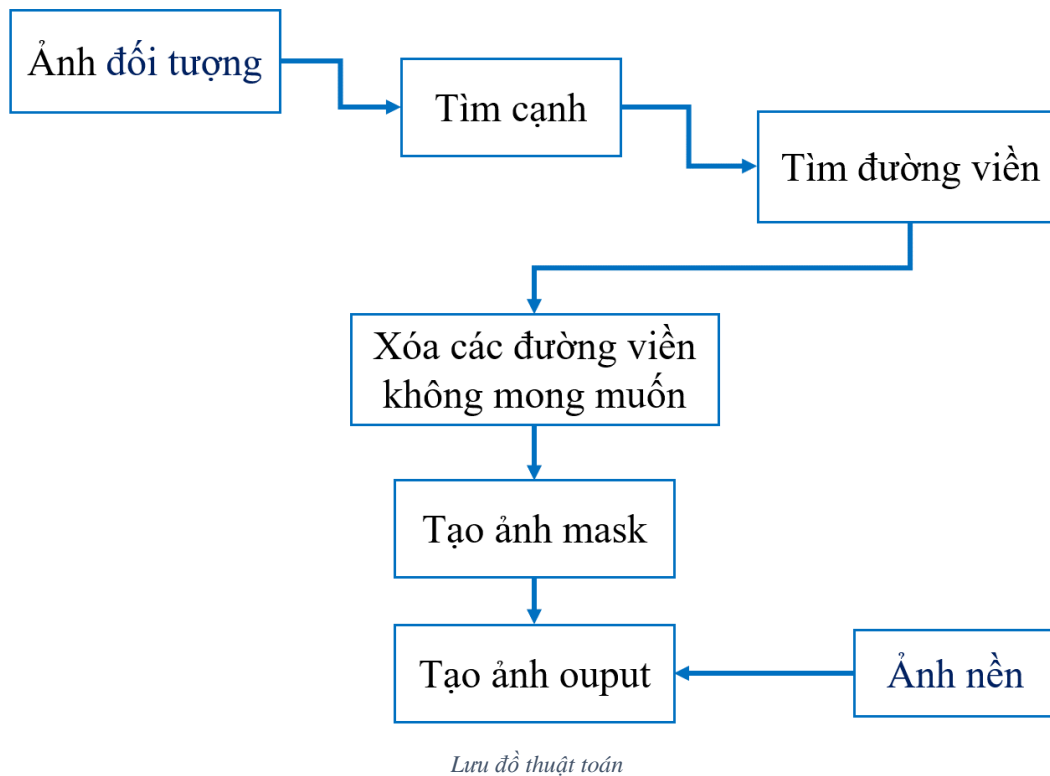 Ảnh đối tượng
Tìm cạnh
Tìm đường viền
Xóa các đường viền
không mong muốn
Tạo ảnh mask
Tạo ảnh ouput
Ảnh nền
Lưu đồ thuật toán